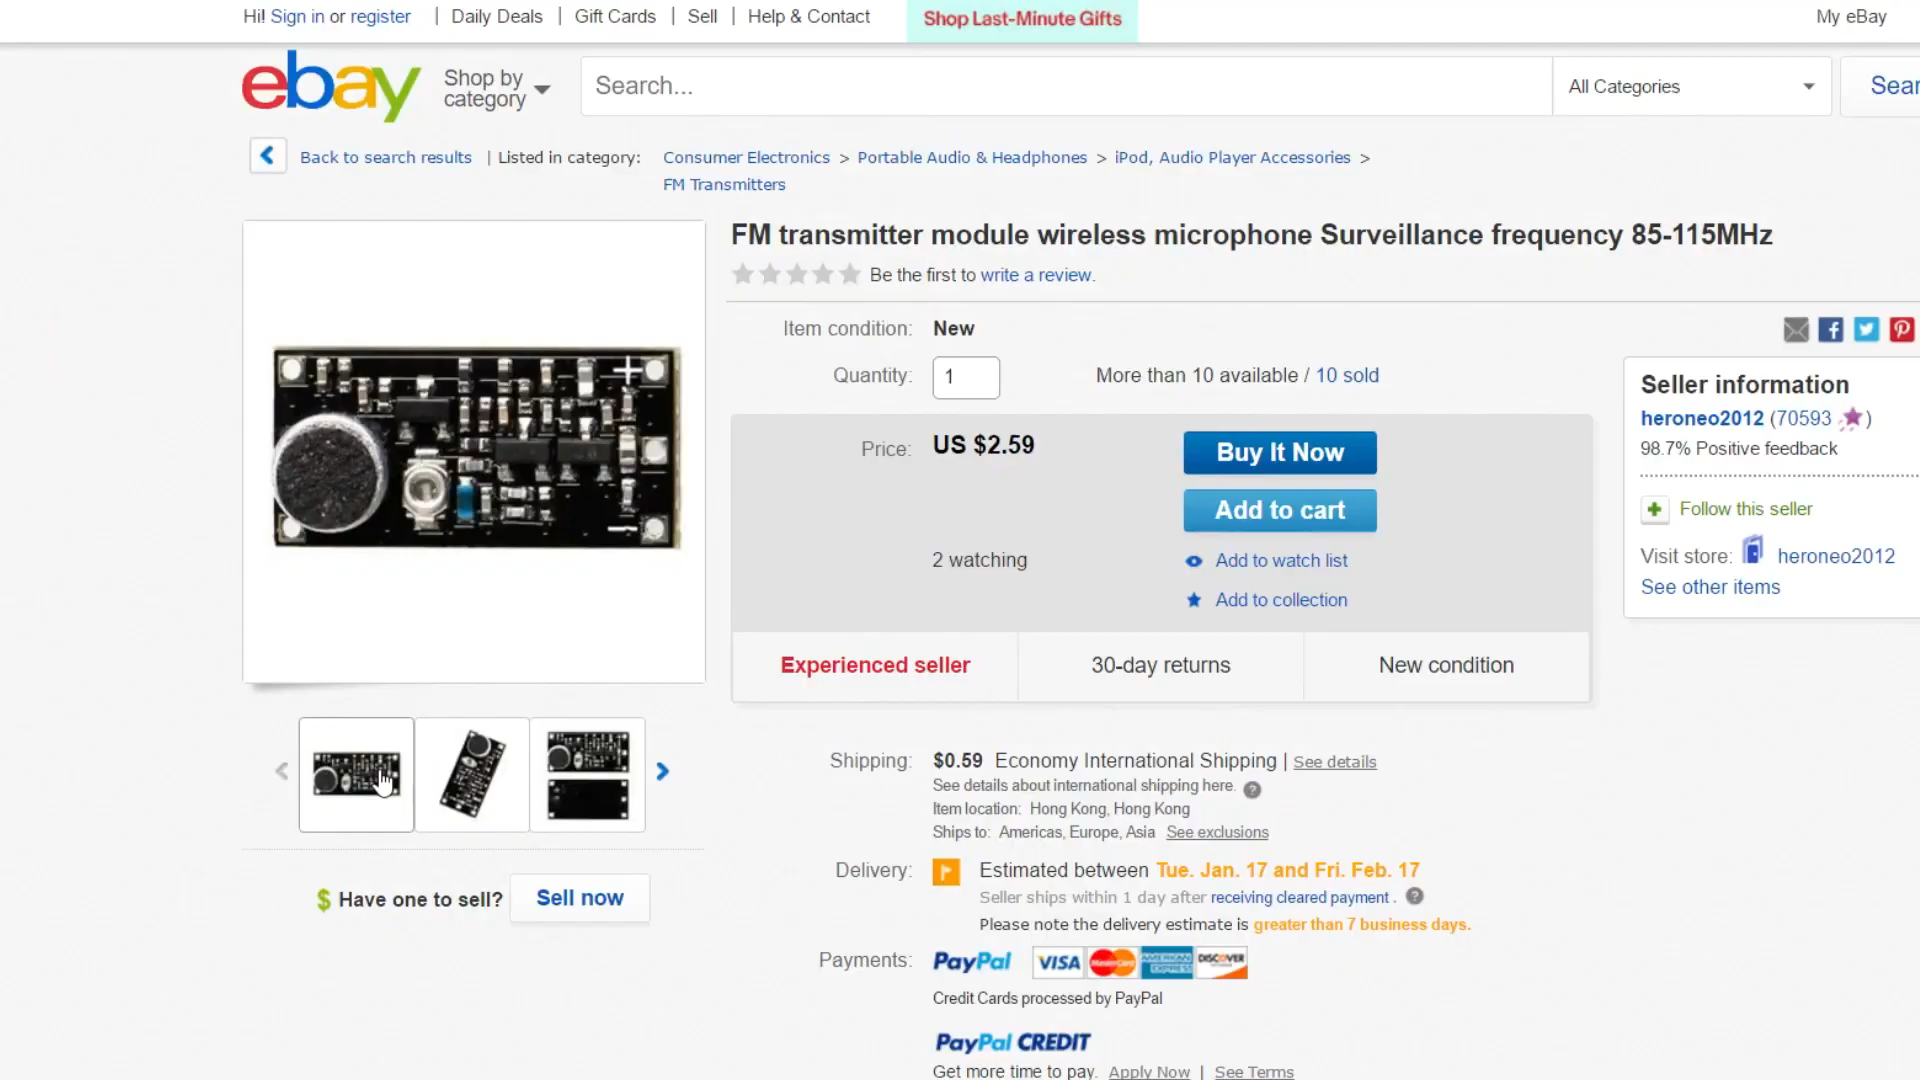 Hi! Sign in or register | Daily Deals | Gift Cards | Sell | Help & Contact Shop Last-Minute Gifts My eBay
ebay Shop by category Search... All Categories
Back to search results | Listed in category: Consumer Electronics > Portable Audio & Headphones > iPod, Audio Player Accessories >
FM Transmitters
FM transmitter module wireless microphone Surveillance frequency 85-115MHz
Be the first to write a review.
Item condition: New
Quantity: 1 More than 10 available / 10 sold
Price: US $2.59 Buy It Now
Add to cart
2 watching Add to watch list
Add to collection
Experienced seller 30-day returns New condition
Seller information
heroneo2012 (70593 )
98.7% Positive feedback
Follow this seller
Visit store: heroneo2012
See other items
Have one to sell? Sell now
Shipping: $0.59 Economy International Shipping | See details
See details about international shipping here. ?
Item location: Hong Kong, Hong Kong
Ships to: Americas, Europe, Asia See exclusions
Delivery: Estimated between Tue. Jan. 17 and Fri. Feb. 17
Seller ships within 1 day after receiving cleared payment . ?
Please note the delivery estimate is greater than 7 business days.
Payments: PayPal VISA MasterCard AMERICAN EXPRESS DISCOVER
Credit Cards processed by PayPal
PayPal CREDIT
Get more time to pay. Apply Now | See Terms